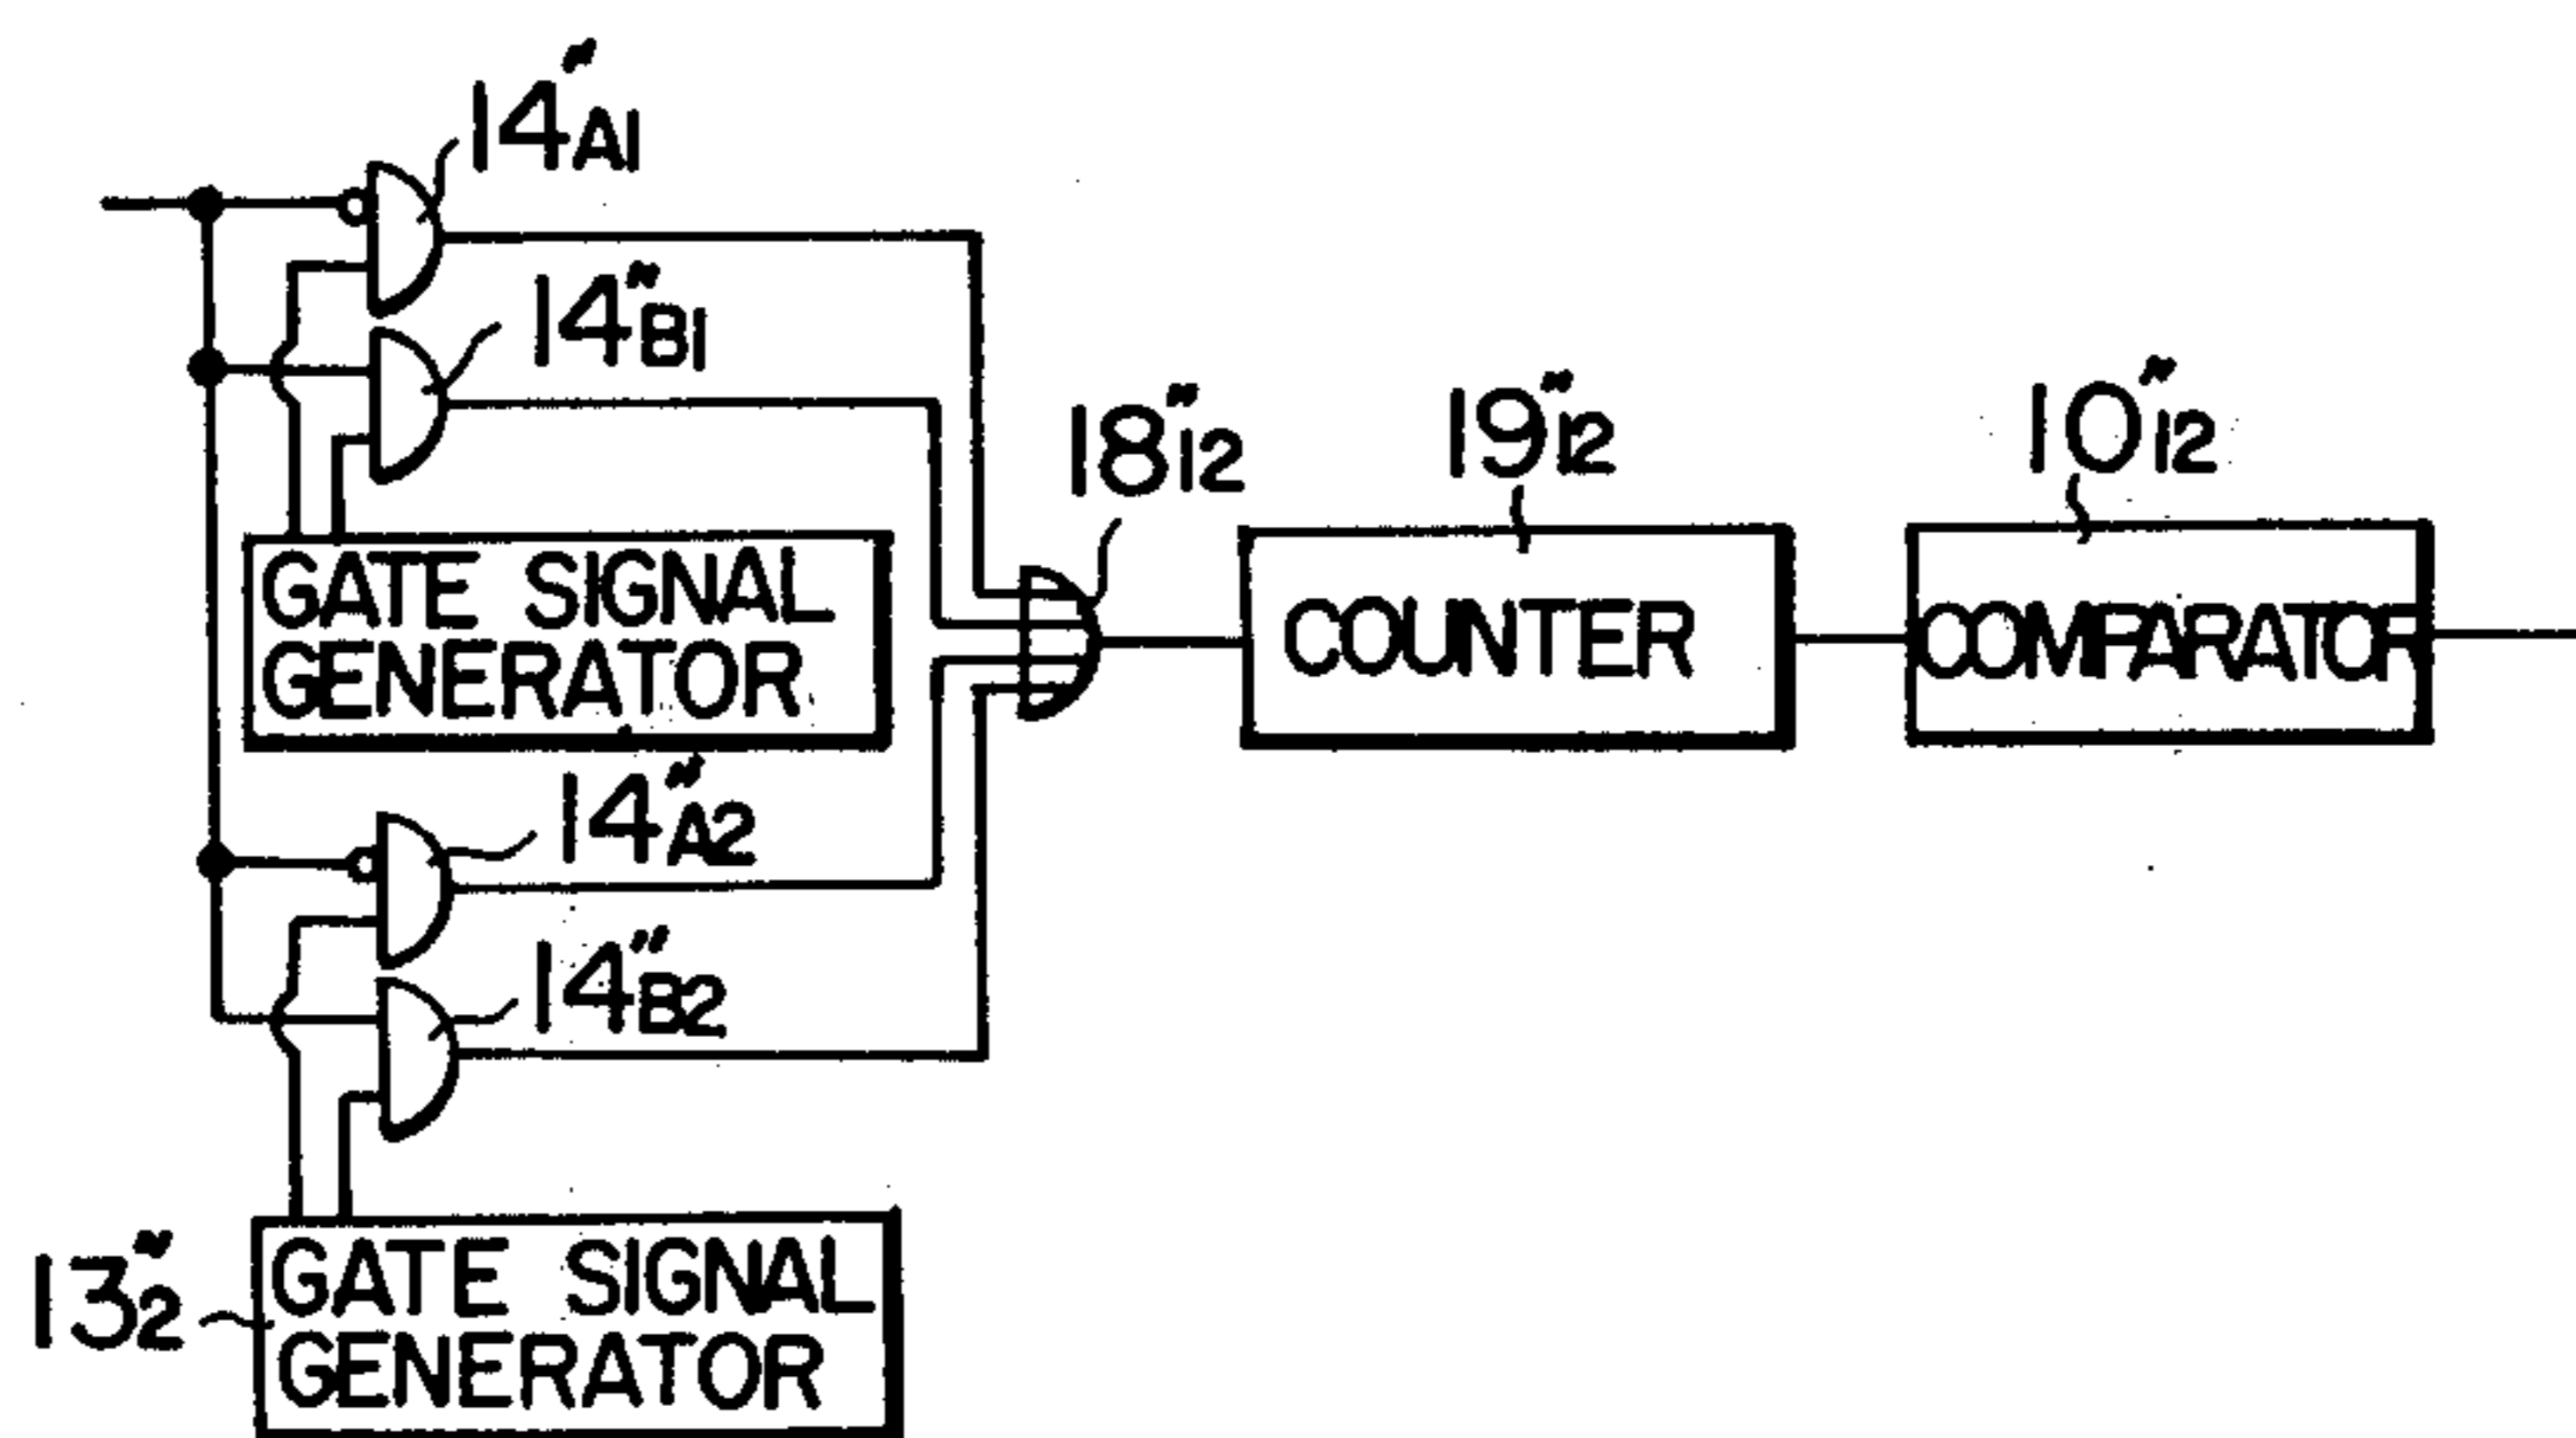 14"A1
14"B1
18"12
19"12
10"12
GATE SIGNAL
GENERATOR
COUNTER
COMPARATOR
14"A2
14"B2
13"2
GATE SIGNAL
GENERATOR